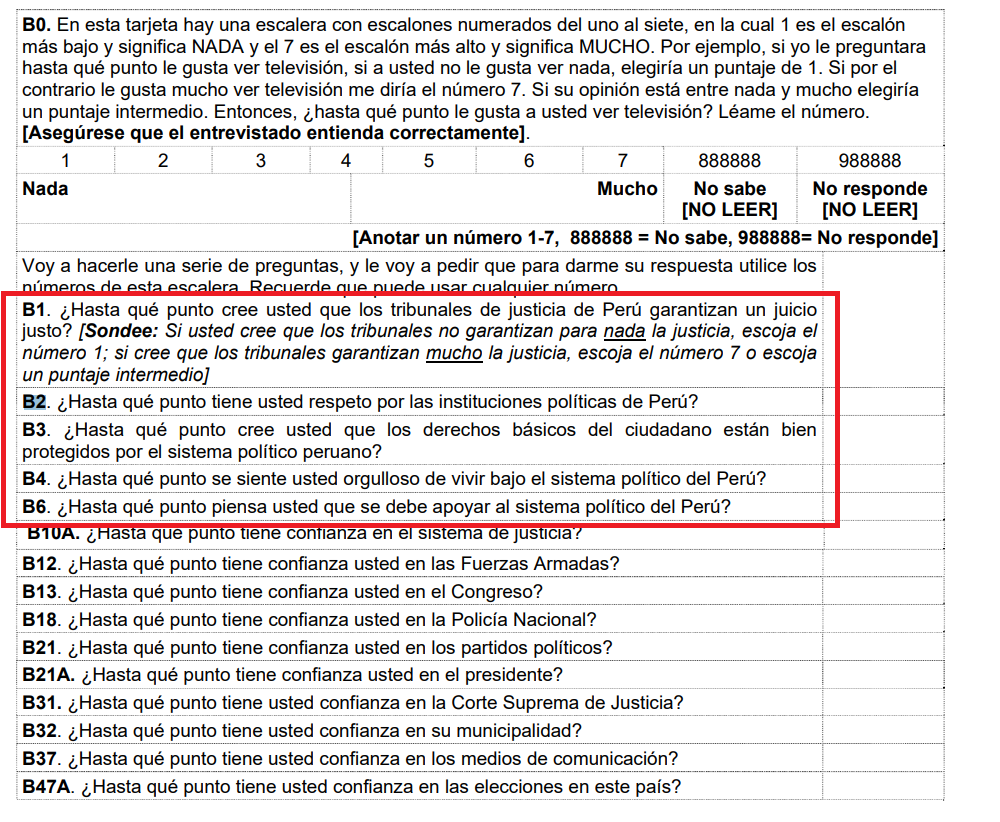 B0. En esta tarjeta hay una escalera con escalones numerados del uno al siete, en la cual 1 es el escalón
más bajo y significa NADA y el 7 es el escalón más alto y significa MUCHO. Por ejemplo, si yo le preguntara
hasta qué punto le gusta ver televisión, si a usted no le gusta ver nada, elegiría un puntaje de 1. Si por el
contrario le gusta mucho ver televisión me diría el número 7. Si su opinión está entre nada y mucho elegiría
un puntaje intermedio. Entonces, ¿hasta qué punto le gusta a usted ver televisión? Léame el número.
[Asegúrese que el entrevistado entienda correctamente].
1 2 3 4 5 6 7 888888 988888
Nada Mucho No sabe No responde
[NO LEER] [NO LEER]
[Anotar un número 1-7, 888888 = No sabe, 988888= No responde]
Voy a hacerle una serie de preguntas, y le voy a pedir que para darme su respuesta utilice los
números de esta escalera. Recuerde que puede usar cualquier número.
B1. ¿Hasta qué punto cree usted que los tribunales de justicia de Perú garantizan un juicio
justo? [Sondee: Si usted cree que los tribunales no garantizan para nada la justicia, escoja el
número 1; si cree que los tribunales garantizan mucho la justicia, escoja el número 7 o escoja
un puntaje intermedio]
B2. ¿Hasta qué punto tiene usted respeto por las instituciones políticas de Perú?
B3. ¿Hasta qué punto cree usted que los derechos básicos del ciudadano están bien
protegidos por el sistema político peruano?
B4. ¿Hasta qué punto se siente usted orgulloso de vivir bajo el sistema político del Perú?
B6. ¿Hasta qué punto piensa usted que se debe apoyar al sistema político del Perú?
B10A. ¿Hasta qué punto tiene confianza en el sistema de justicia?
B12. ¿Hasta qué punto tiene confianza usted en las Fuerzas Armadas?
B13. ¿Hasta qué punto tiene confianza usted en el Congreso?
B18. ¿Hasta qué punto tiene confianza usted en la Policía Nacional?
B21. ¿Hasta qué punto tiene confianza usted en los partidos políticos?
B21A. ¿Hasta qué punto tiene confianza usted en el presidente?
B31. ¿Hasta qué punto tiene usted confianza en la Corte Suprema de Justicia?
B32. ¿Hasta qué punto tiene usted confianza en su municipalidad?
B37. ¿Hasta qué punto tiene usted confianza en los medios de comunicación?
B47A. ¿Hasta qué punto tiene usted confianza en las elecciones en este país?